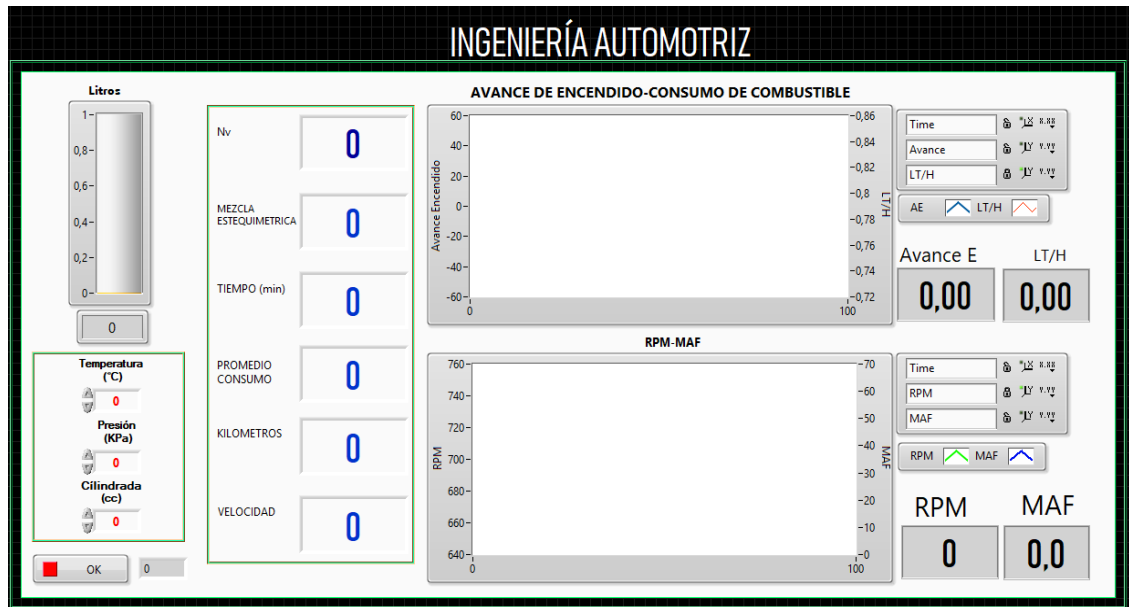 INGENIERÍA AUTOMOTRIZ
Litros
1
0,8
0,6
0,4
0,2
0
0
Temperatura
(°C)
0
Presión
(KPa)
0
Cilindrada
(cc)
0
OK
0
Nv
0
MEZCLA
ESTEQUIMETRICA
0
TIEMPO (min)
0
PROMEDIO
CONSUMO
0
KILOMETROS
0
VELOCIDAD
0
AVANCE DE ENCENDIDO-CONSUMO DE COMBUSTIBLE
Avance Encendido
60
40
20
0
-20
-40
-60
0
100
0,86
0,84
0,82
0,8
0,78
0,76
0,74
0,72
LT/H
Time
Avance
LT/H
AE LT/H
Avance E LT/H
0,00 0,00
RPM-MAF
RPM
760
740
720
700
680
660
640
0
100
70
60
50
40
30
20
10
0
MAF
Time
RPM
MAF
RPM MAF
RPM MAF
0 0,0